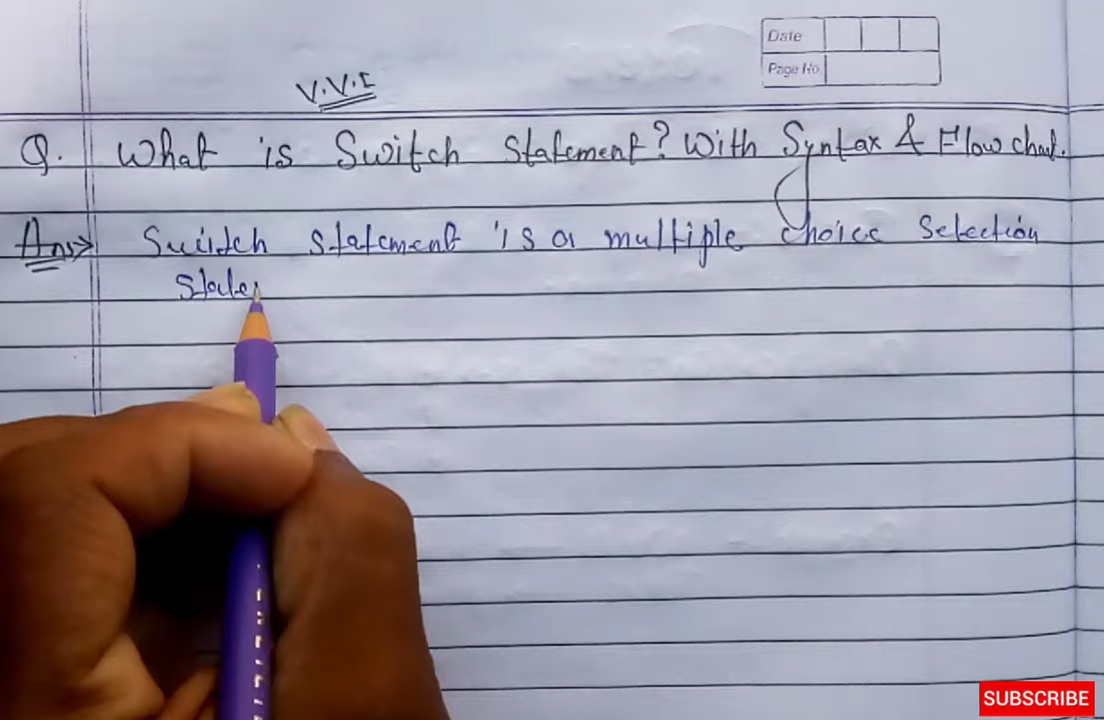 Date
Page No
V.V.I
Q. What is Switch Statement? With Syntax & Flow chart.
Ans⇒ Switch statement is a multiple choice selection
State
SUBSCRIBE